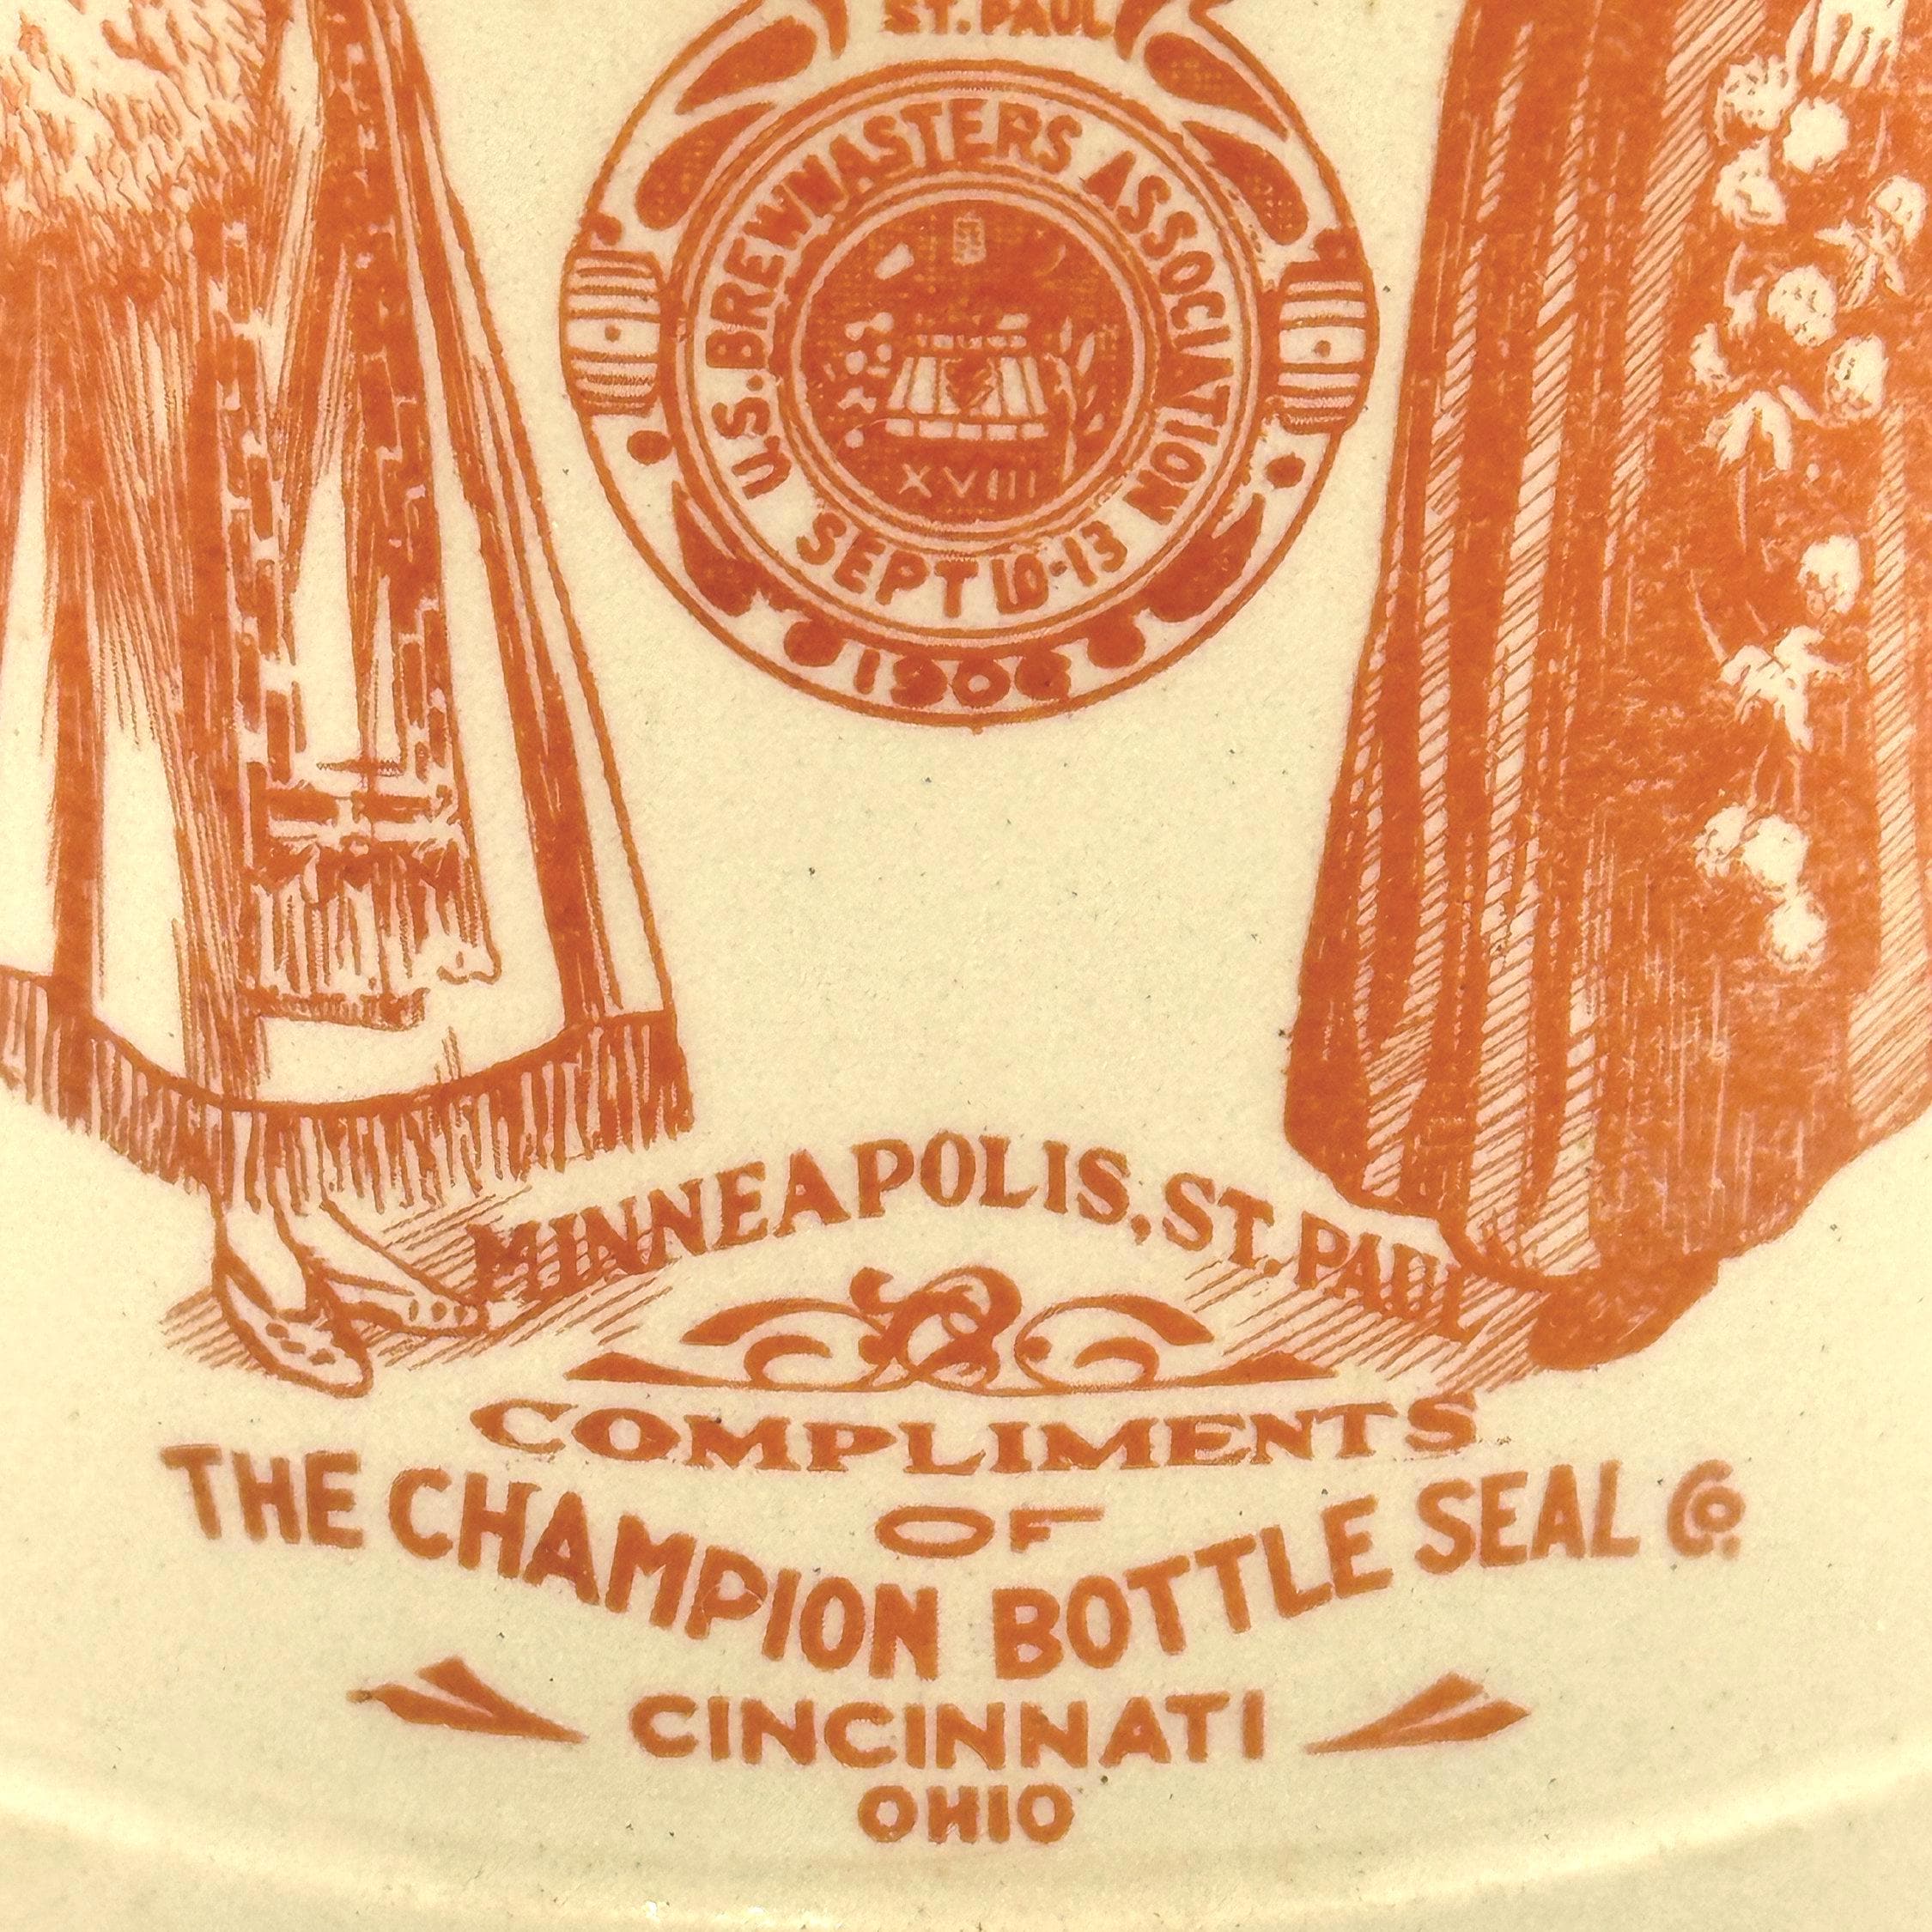 ST. PAUL
U.S. BREWMASTERS ASSOCIATION
XVIII
SEPT 10-13
1906
MINNEAPOLIS, ST. PAUL
COMPLIMENTS
OF
THE CHAMPION BOTTLE SEAL Co.
CINCINNATI
OHIO